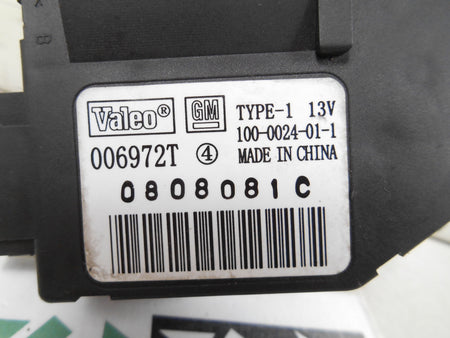 Valeo® GM TYPE-1 13V
100-0024-01-1
006972T ④ MADE IN CHINA
0808081C